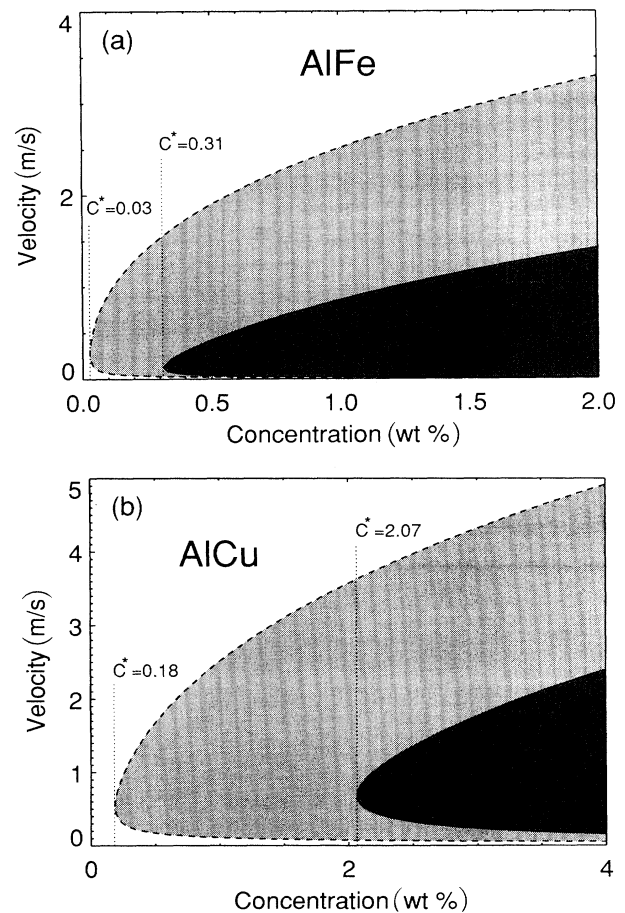 4
(a)
AlFe
C*=0.31
C*=0.03
2
Velocity (m/s)
0
0.0 0.5 1.0 1.5 2.0
Concentration (wt %)
5
(b)
C*=2.07
AlCu
4
C*=0.18
3
Velocity (m/s)
2
1
0
0 2 4
Concentration (wt %)